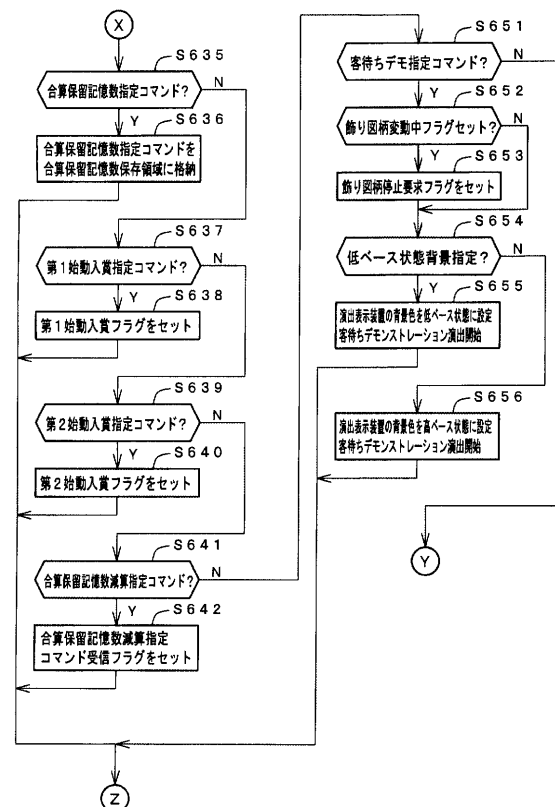 X
S635
合算保留記憶数指定コマンド?
N
Y
S636
合算保留記憶数指定コマンドを
合算保留記憶数保存領域に格納
S637
第1始動入賞指定コマンド?
N
Y
S638
第1始動入賞フラグをセット
S639
第2始動入賞指定コマンド?
N
Y
S640
第2始動入賞フラグをセット
S641
合算保留記憶数減算指定コマンド?
N
Y
S642
合算保留記憶数減算指定
コマンド受信フラグをセット
Z
S651
客待ちデモ指定コマンド?
N
Y
S652
飾り図柄変動中フラグセット?
N
Y
S653
飾り図柄停止要求フラグをセット
S654
低ベース状態背景指定?
N
Y
S655
演出表示装置の背景色を低ベース状態に設定
客待ちデモンストレーション演出開始
S656
演出表示装置の背景色を高ベース状態に設定
客待ちデモンストレーション演出開始
Y